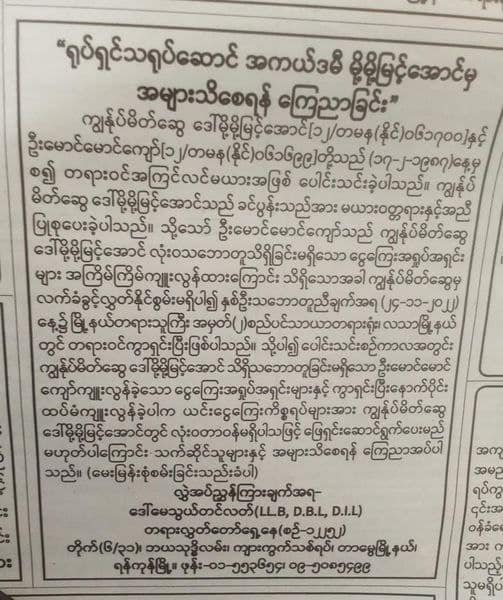 "ရုပ်ရှင်သရုပ်ဆောင် အကယ်ဒမီ မို့မို့မြင့်အောင်မှ
အများသိစေရန် ကြေညာခြင်း"
ကျွန်ုပ်မိတ်ဆွေ ဒေါ်မို့မို့မြင့်အောင်[၁၂/တမန(နိုင်)၀၆၁၇၀၀]နှင့်
ဦးမောင်မောင်ကျော်[၁၂/တမန(နိုင်)၀၆၁၆၉၉]တို့သည် (၁၇-၂-၁၉၈၇)နေ့မှ
စ၍ တရားဝင်အကြင်လင်မယားအဖြစ် ပေါင်းသင်းခဲ့ပါသည်။ ကျွန်ုပ်
မိတ်ဆွေ ဒေါ်မို့မို့မြင့်အောင်သည် ခင်ပွန်းသည်အား မယားဝတ္တရားနှင့်အညီ
ပြုစုပေးခဲ့ပါသည်။ သို့သော် ဦးမောင်မောင်ကျော်သည် ကျွန်ုပ်မိတ်ဆွေ
ဒေါ်မို့မို့မြင့်အောင် လုံးဝသဘောတူသိရှိခြင်းမရှိသော ငွေကြေးအရှုပ်အရှင်း
များ အကြိမ်ကြိမ်ကျူးလွန်ထားကြောင်း သိရှိသောအခါ ကျွန်ုပ်မိတ်ဆွေမှ
လက်ခံခွင့်လွှတ်နိုင်စွမ်းမရှိပါ၍ နှစ်ဦးသဘောတူညီချက်အရ (၂၄-၁၁-၂၀၂၂)
နေ့၌ မြို့နယ်တရားသူကြီး အမှတ်(၂)စည်ပင်သာယာတရားရုံး၊ လသာမြို့နယ်
တွင် တရားဝင်ကွာရှင်းပြီးဖြစ်ပါသည်။ သို့ပါ၍ ပေါင်းသင်းစဉ်ကာလအတွင်း
ကျွန်ုပ်မိတ်ဆွေ ဒေါ်မို့မို့မြင့်အောင် သိရှိသဘောတူခြင်းမရှိသော ဦးမောင်မောင်
ကျော်ကျူးလွန်ခဲ့သော ငွေကြေးအရှုပ်အရှင်းများနှင့် ကွာရှင်းပြီးနောက်ပိုင်း
ထပ်မံကျူးလွန်ခဲ့ပါက ယင်းငွေကြေးကိစ္စရပ်များအား ကျွန်ုပ်မိတ်ဆွေ
ဒေါ်မို့မို့မြင့်အောင်တွင် လုံးဝတာဝန်မရှိပါသဖြင့် ဖြေရှင်းဆောင်ရွက်ပေးမည်
မဟုတ်ပါကြောင်း သက်ဆိုင်သူများနှင့် အများသိစေရန် ကြေညာအပ်ပါ
သည်။ (မေးမြန်းစုံစမ်းခြင်းသည်းခံပါ)
လွှဲအပ်ညွှန်ကြားချက်အရ-
ဒေါ်မေသွယ်တင်လတ်(LL.B, D.B.L, D.I.L)
တရားလွှတ်တော်ရှေ့နေ(စဉ်-၁၂၂၅၂)
တိုက်(၆/၃၁)၊ ဘယသုဒ္ဓိလမ်း၊ ကျားကွက်သစ်ရပ်၊ တာမွေမြို့နယ်၊
ရန်ကုန်မြို့။ ဖုန်း-၀၁-၅၅၃၆၅၄၊ ၀၉-၅၀၈၅၄၉၉